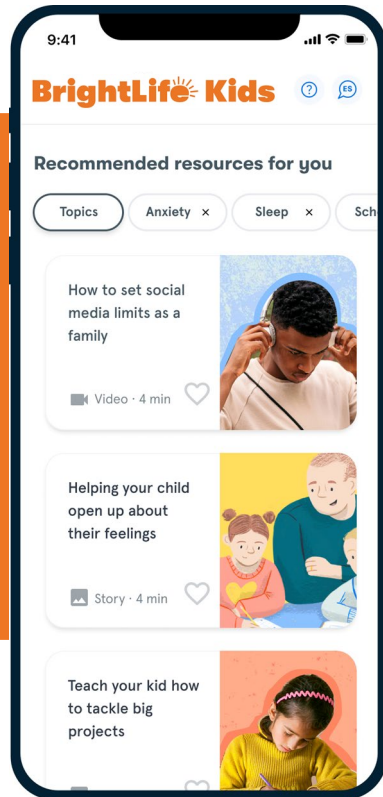 9:41
BrightLife Kids
?
ES
Recommended resources for you
Topics
Anxiety ×
Sleep ×
Sch
How to set social
media limits as a
family
Video · 4 min
Helping your child
open up about
their feelings
Story · 4 min
Teach your kid how
to tackle big
projects